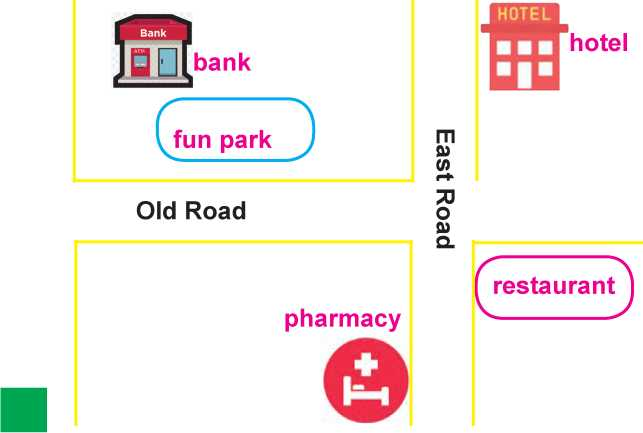 HOTEL
hotel
Bank
ATM
bank
fun park
East Road
Old Road
restaurant
pharmacy